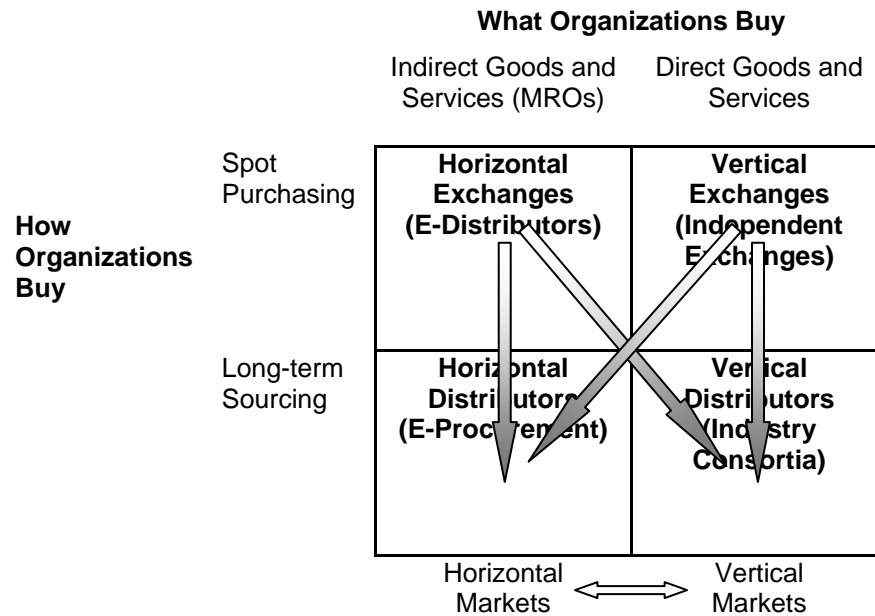 What Organizations Buy
Indirect Goods and
Services (MROs)
Direct Goods and
Services
How
Organizations
Buy
Spot
Purchasing
Horizontal
Exchanges
(E-Distributors)
Vertical
Exchanges
(Independent
Exchanges)
Long-term
Sourcing
Horizontal
Distributors
(E-Procurement)
Vertical
Distributors
(Industry
Consortia)
Horizontal
Markets
Vertical
Markets